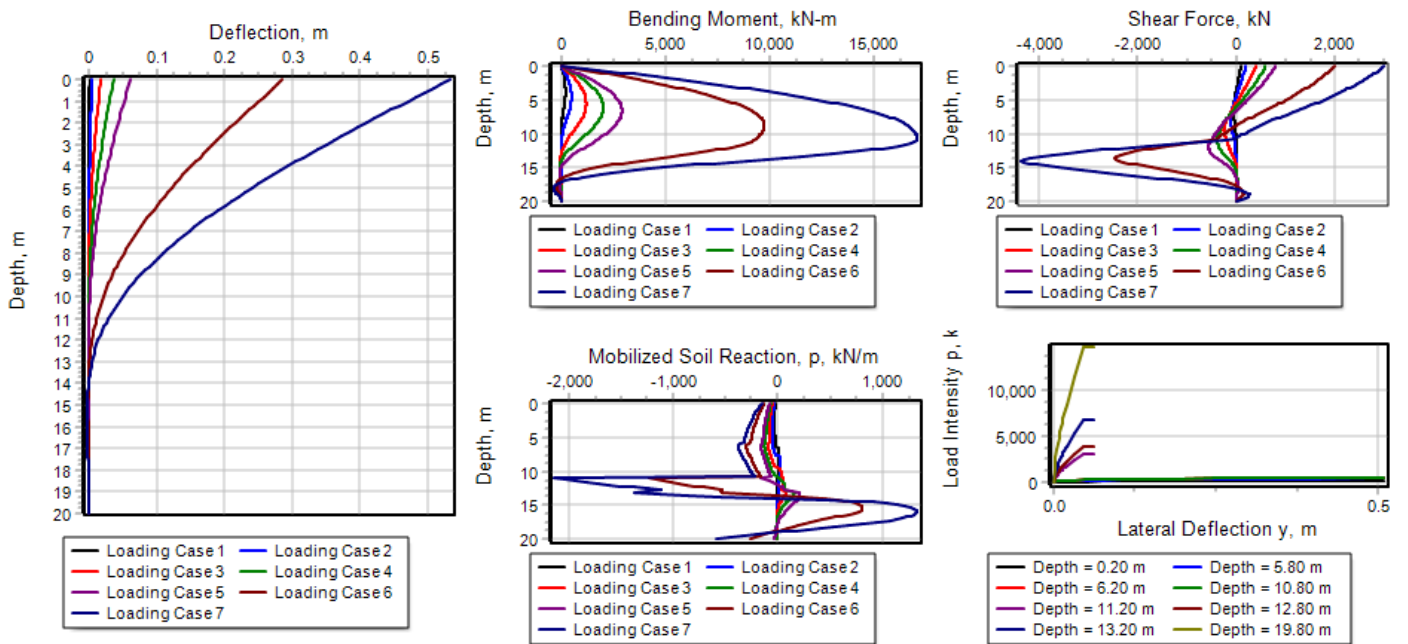 Deflection, m
0 0.1 0.2 0.3 0.4 0.5
Depth, m
0
1
2
3
4
5
6
7
8
9
10
11
12
13
14
15
16
17
18
19
20
Loading Case 1 Loading Case 2
Loading Case 3 Loading Case 4
Loading Case 5 Loading Case 6
Loading Case 7
Bending Moment, kN-m
0 5,000 10,000 15,000
Depth, m
0
5
10
15
20
Loading Case 1 Loading Case 2
Loading Case 3 Loading Case 4
Loading Case 5 Loading Case 6
Loading Case 7
Shear Force, kN
-4,000 -2,000 0 2,000
Depth, m
0
5
10
15
20
Loading Case 1 Loading Case 2
Loading Case 3 Loading Case 4
Loading Case 5 Loading Case 6
Loading Case 7
Mobilized Soil Reaction, p, kN/m
-2,000 -1,000 0 1,000
Depth, m
0
5
10
15
20
Loading Case 1 Loading Case 2
Loading Case 3 Loading Case 4
Loading Case 5 Loading Case 6
Loading Case 7
Load Intensity p, k
10,000
5,000
0
0.0 0.5
Lateral Deflection y, m
Depth = 0.20 m Depth = 5.80 m
Depth = 6.20 m Depth = 10.80 m
Depth = 11.20 m Depth = 12.80 m
Depth = 13.20 m Depth = 19.80 m